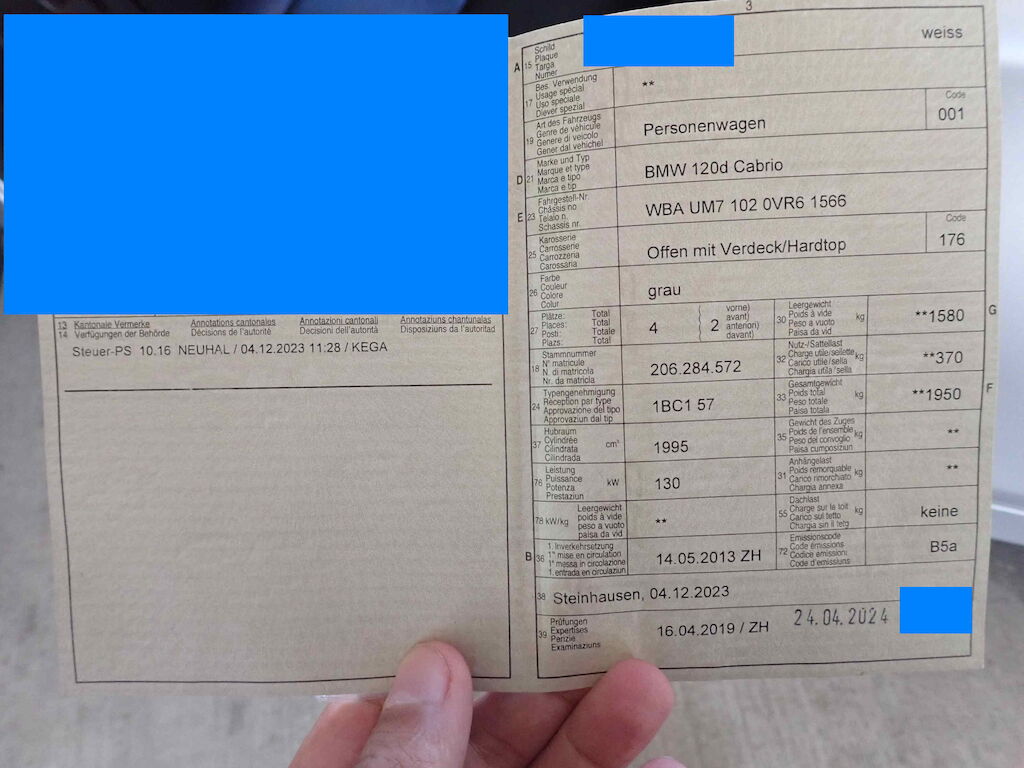 3
A 15 Schild
Plaque
Targa
Numer
weiss
17 Bes. Verwendung
Usage spécial
Uso speciale
Diever spezial
**
19 Art des Fahrzeugs
Genre de véhicule
Genere di veicolo
Gener dal vehichel
Personenwagen
Code
001
D 21 Marke und Typ
Marque et type
Marca e tipo
Marca e tip
BMW 120d Cabrio
E 23 Fahrgestell-Nr.
Châssis no
Telaio n.
Schassis nr.
WBA UM7 102 0VR6 1566
25 Karosserie
Carrosserie
Carrozzeria
Carossaria
Offen mit Verdeck/Hardtop
Code
176
26 Farbe
Couleur
Colore
Colur
grau
27 Plätze: Total
Places: Total
Posti: Totale
Plazs: Total
4
2
vorne)
avant)
anteriori)
davant)
30 Leergewicht
Poids à vide
Peso a vuoto
Paisa da vid
kg
**1580
G
18 Stammnummer
N° matricule
N. di matricola
Nr. da matricla
206.284.572
32 Nutz-/Sattellast
Charge utile/sellette
Carico utile/sella
Chargia utila/sella
kg
**370
24 Typengenehmigung
Réception par type
Approvazione del tipo
Approvaziun dal tip
1BC1 57
33 Gesamtgewicht
Poids total
Peso totale
Paisa totala
kg
**1950
F
37 Hubraum
Cylindrée
Cilindrata
Cilindrada
cm³
1995
35 Gewicht des Zuges
Poids de l'ensemble
Peso del convoglio
Paisa cumposiziun
kg
**
76 Leistung
Puissance
Potenza
Prestaziun
kW
130
31 Anhängelast
Poids remorquable
Carico rimorchiato
Chargia annexa
kg
**
78 kW/kg
Leergewicht
poids à vide
peso a vuoto
paisa da vid
**
55 Dachlast
Charge sur le toit
Carico sul tetto
Chargia sin il tetg
kg
keine
B 36 1. Inverkehrsetzung
1re mise en circulation
1a messa in circolazione
1. entrada en circulaziun
14.05.2013 ZH
72 Emissionscode
Code émissions
Codice emissioni
Code d'emissiuns
B5a
38 Steinhausen, 04.12.2023
39 Prüfungen
Expertises
Perizie
Examinaziuns
16.04.2019 / ZH
24.04.2024
13 Kantonale Vermerke
Annotations cantonales
Annotazioni cantonali
Annotaziuns chantunalas
14 Verfügungen der Behörde
Décisions de l'autorité
Decisioni dell'autorità
Disposiziuns da l'autoritad
Steuer-PS 10.16 NEUHAL / 04.12.2023 11:28 / KEGA